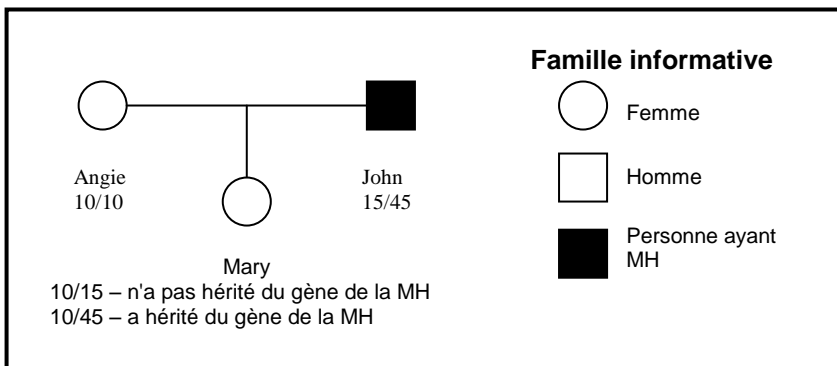 Famille informative
Femme
Homme
Personne ayant
MH
Angie
10/10
John
15/45
Mary
10/15 – n'a pas hérité du gène de la MH
10/45 – a hérité du gène de la MH